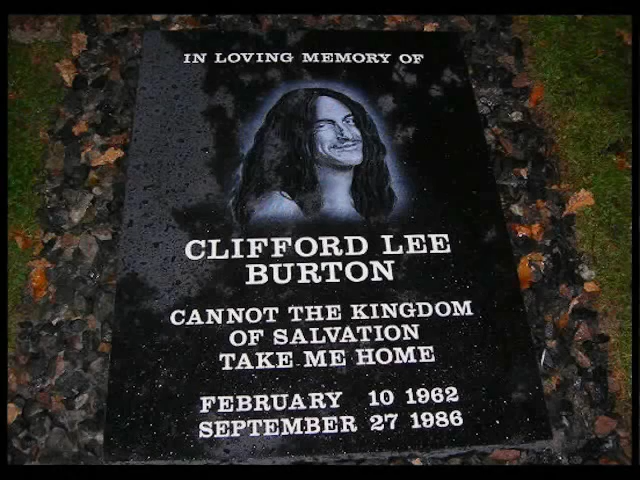 IN LOVING MEMORY OF
CLIFFORD LEE
BURTON
CANNOT THE KINGDOM
OF SALVATION
TAKE ME HOME
FEBRUARY 10 1962
SEPTEMBER 27 1986